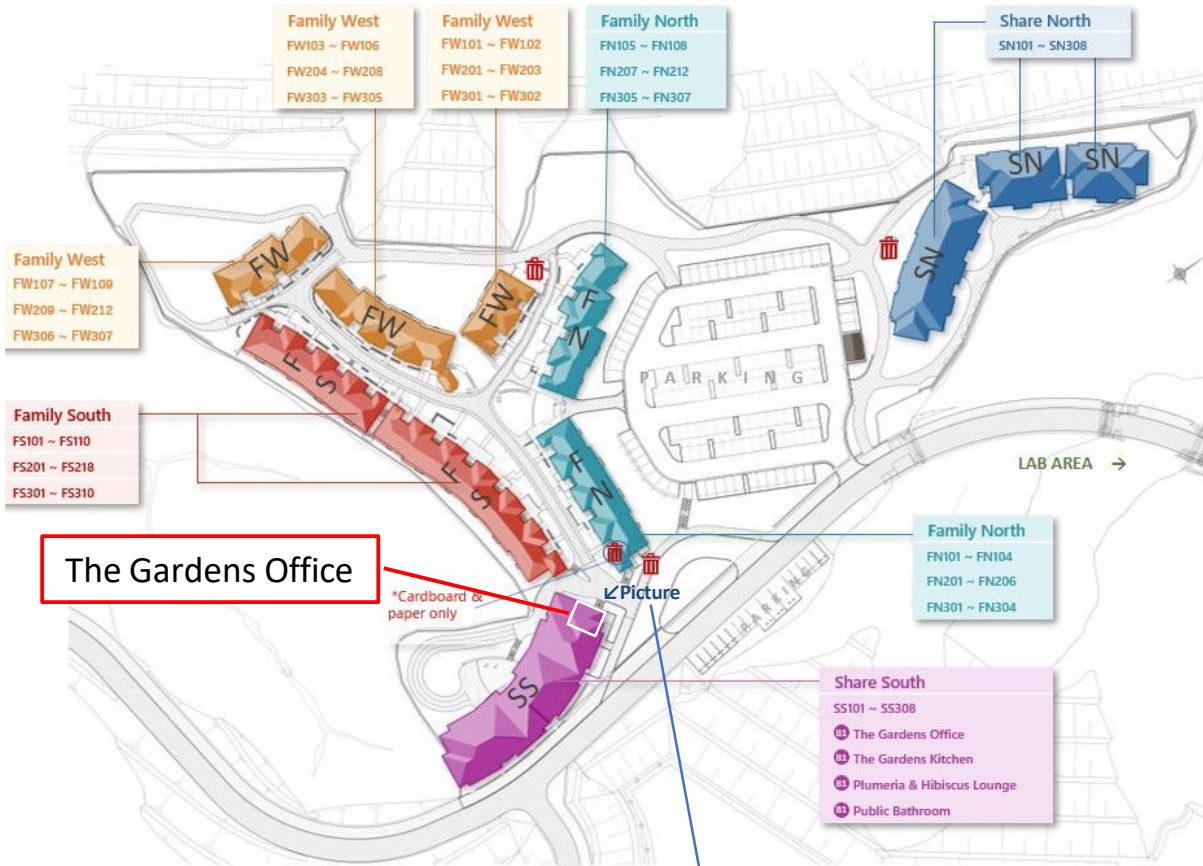 Family West
FW103 ~ FW106
FW204 ~ FW208
FW303 ~ FW305
Family West
FW101 ~ FW102
FW201 ~ FW203
FW301 ~ FW302
Family North
FN105 ~ FN108
FN207 ~ FN212
FN305 ~ FN307
Share North
SN101 ~ SN308
SN
SN
SN
Family West
FW107 ~ FW109
FW209 ~ FW212
FW306 ~ FW307
FW
FW
FW
F
N
PARKING
F
S
Family South
FS101 ~ FS110
FS201 ~ FS218
FS301 ~ FS310
F
S
F
N
LAB AREA →
Family North
FN101 ~ FN104
FN201 ~ FN206
FN301 ~ FN304
The Gardens Office
*Cardboard &
paper only
↙Picture
PARKING
SS
Share South
SS101 ~ SS308
B1 The Gardens Office
B1 The Gardens Kitchen
B1 Plumeria & Hibiscus Lounge
B1 Public Bathroom